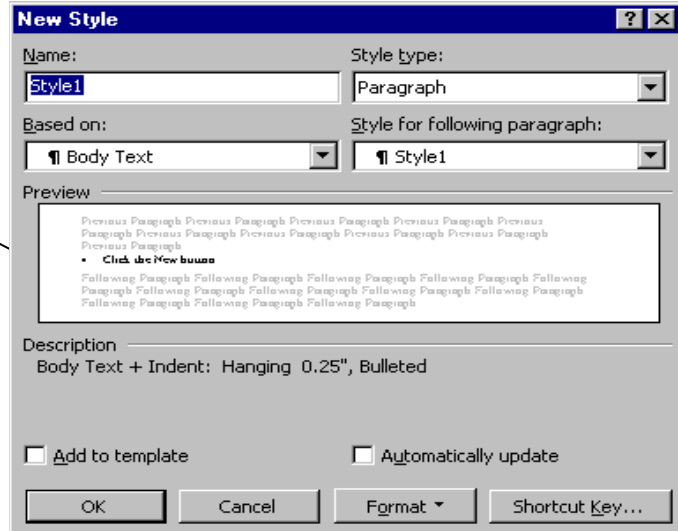 New Style
Name:
Style type:
Style1
Paragraph
Based on:
Style for following paragraph:
¶ Body Text
¶ Style1
Preview
Previous Paragraph Previous Paragraph Previous Paragraph Previous Paragraph Previous
Paragraph Previous Paragraph Previous Paragraph Previous Paragraph Previous Paragraph
Previous Paragraph
• Click the New button
Following Paragraph Following Paragraph Following Paragraph Following Paragraph Following
Paragraph Following Paragraph Following Paragraph Following Paragraph Following Paragraph
Following Paragraph Following Paragraph Following Paragraph
Description
Body Text + Indent: Hanging 0.25", Bulleted
Add to template
Automatically update
OK
Cancel
Format
Shortcut Key...